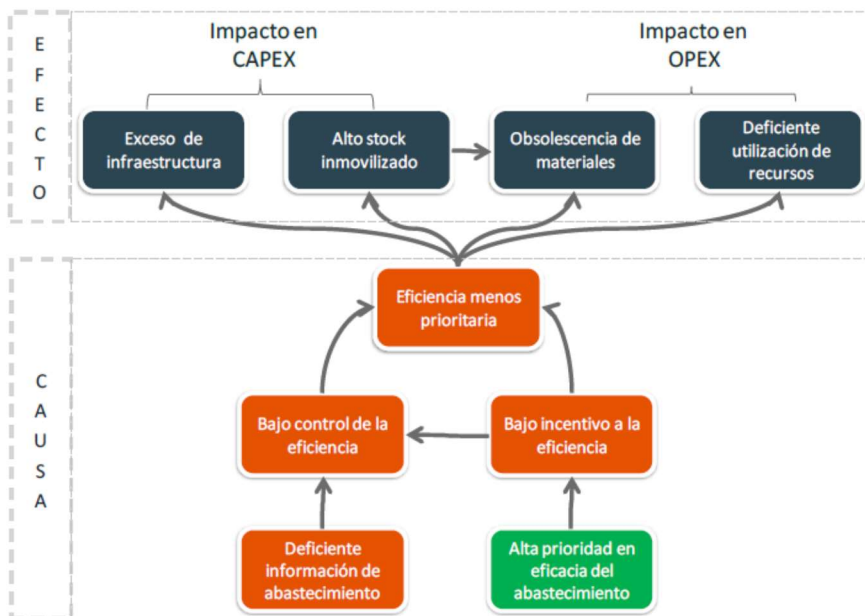 EFECTO
Impacto en
CAPEX
Impacto en
OPEX
Exceso de
infraestructura
Alto stock
inmovilizado
Obsolescencia de
materiales
Deficiente
utilización de
recursos
CAUSA
Eficiencia menos
prioritaria
Bajo control de la
eficiencia
Bajo incentivo a la
eficiencia
Deficiente
información de
abastecimiento
Alta prioridad en
eficacia del
abastecimiento